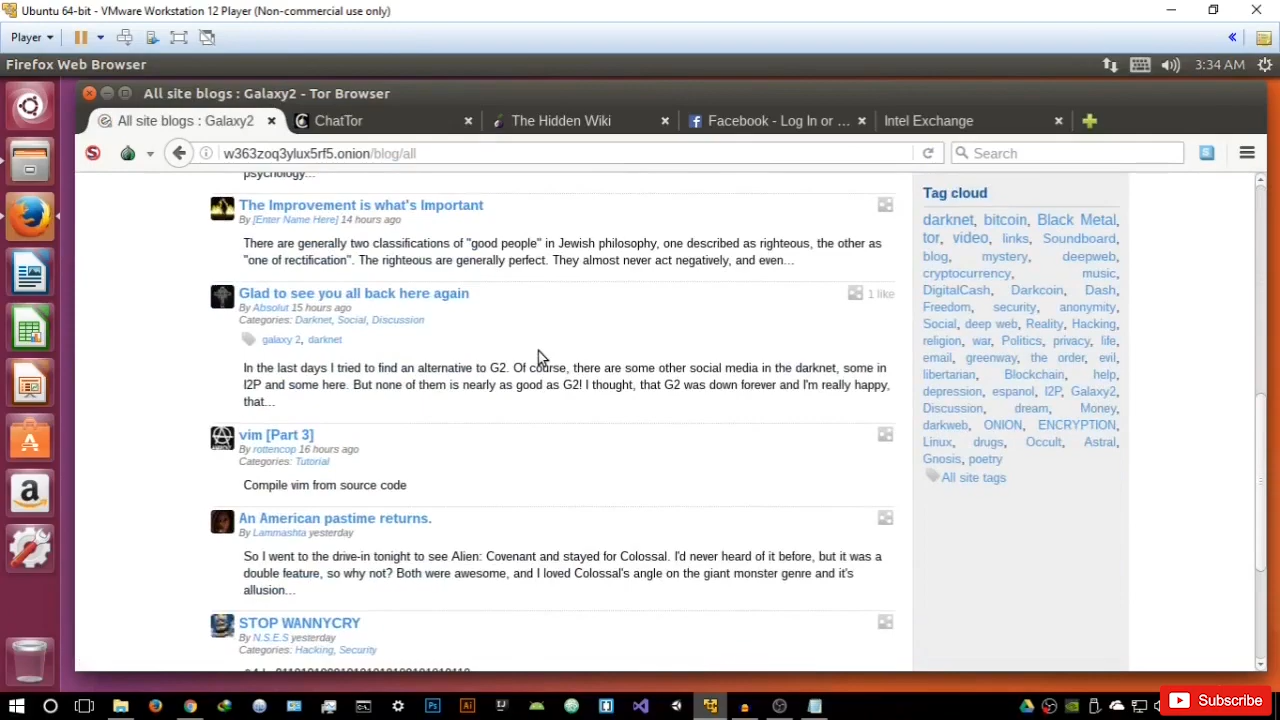 Ubuntu 64-bit - VMware Workstation 12 Player (Non-commercial use only)
Player
Firefox Web Browser
3:34 AM
All site blogs : Galaxy2 - Tor Browser
All site blogs : Galaxy2
ChatTor
The Hidden Wiki
Facebook - Log In or ...
Intel Exchange
w363zoq3ylux5rf5.onion/blog/all
Search
psychology...
The Improvement is what's Important
By [Enter Name Here] 14 hours ago
There are generally two classifications of "good people" in Jewish philosophy, one described as righteous, the other as
"one of rectification". The righteous are generally perfect. They almost never act negatively, and even...
Glad to see you all back here again
1 like
By Absolut 15 hours ago
Categories: Darknet, Social, Discussion
galaxy 2, darknet
In the last days I tried to find an alternative to G2. Of course, there are some other social media in the darknet, some in
I2P and some here. But none of them is nearly as good as G2! I thought, that G2 was down forever and I'm really happy,
that...
vim [Part 3]
By rottencop 16 hours ago
Categories: Tutorial
Compile vim from source code
An American pastime returns.
By Lammashta yesterday
So I went to the drive-in tonight to see Alien: Covenant and stayed for Colossal. I'd never heard of it before, but it was a
double feature, so why not? Both were awesome, and I loved Colossal's angle on the giant monster genre and it's
allusion...
STOP WANNYCRY
By N.S.E.S yesterday
Categories: Hacking, Security
Tag cloud
darknet, bitcoin, Black Metal,
tor, video, links, Soundboard,
blog, mystery, deepweb,
cryptocurrency, music,
DigitalCash, Darkcoin, Dash,
Freedom, security, anonymity,
Social, deep web, Reality, Hacking,
religion, war, Politics, privacy, life,
email, greenway, the order, evil,
libertarian, Blockchain, help,
depression, espanol, I2P, Galaxy2,
Discussion, dream, Money,
darkweb, ONION, ENCRYPTION,
Linux, drugs, Occult, Astral,
Gnosis, poetry
All site tags
Subscribe